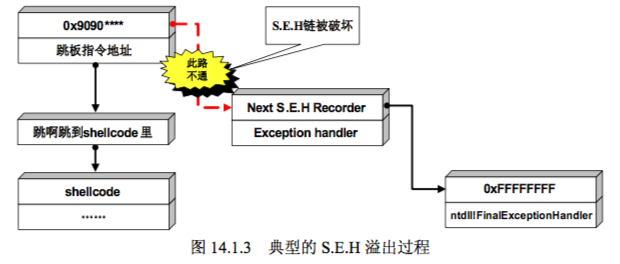 0x9090****
S.E.H链被破坏
跳板指令地址
此路
不通
Next S.E.H Recorder
Exception handler
跳啊跳到shellcode 里
shellcode
……
0xFFFFFFFF
ntdll!FinalExceptionHandler
图 14.1.3 典型的 S.E.H 溢出过程